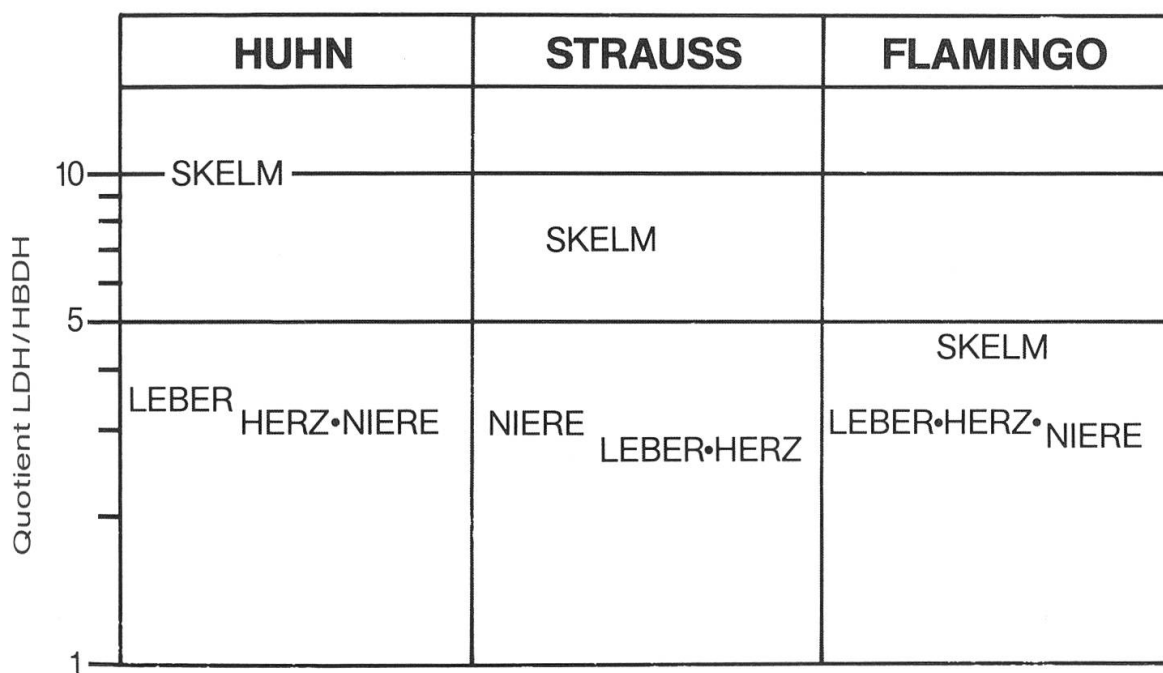 HUHN STRAUSS FLAMINGO
10 SKELM
SKELM
5
SKELM
LEBER HERZ•NIERE NIERE LEBER•HERZ LEBER•HERZ•NIERE
1
Quotient LDH/HBDH